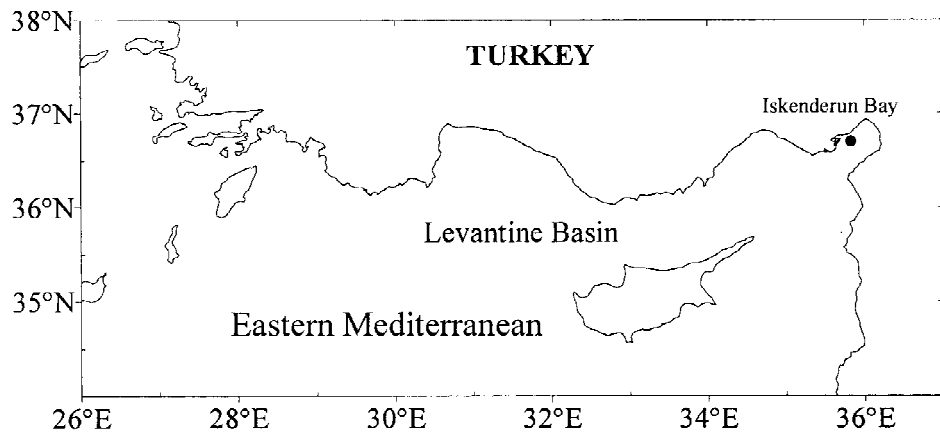 38°N
TURKEY
37°N
Iskenderun Bay
36°N
Levantine Basin
35°N
Eastern Mediterranean
26°E 28°E 30°E 32°E 34°E 36°E